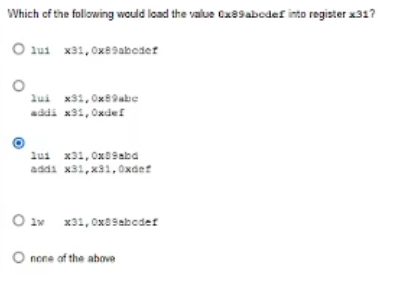 Which of the following would load the value 0x89abcdef into register x31?
lui x31,0x89abcdef
lui x31,0x89abc
addi x31,0xdef
lui x31,0x89abd
addi x31,x31,0xdef
lw x31,0x89abcdef
none of the above